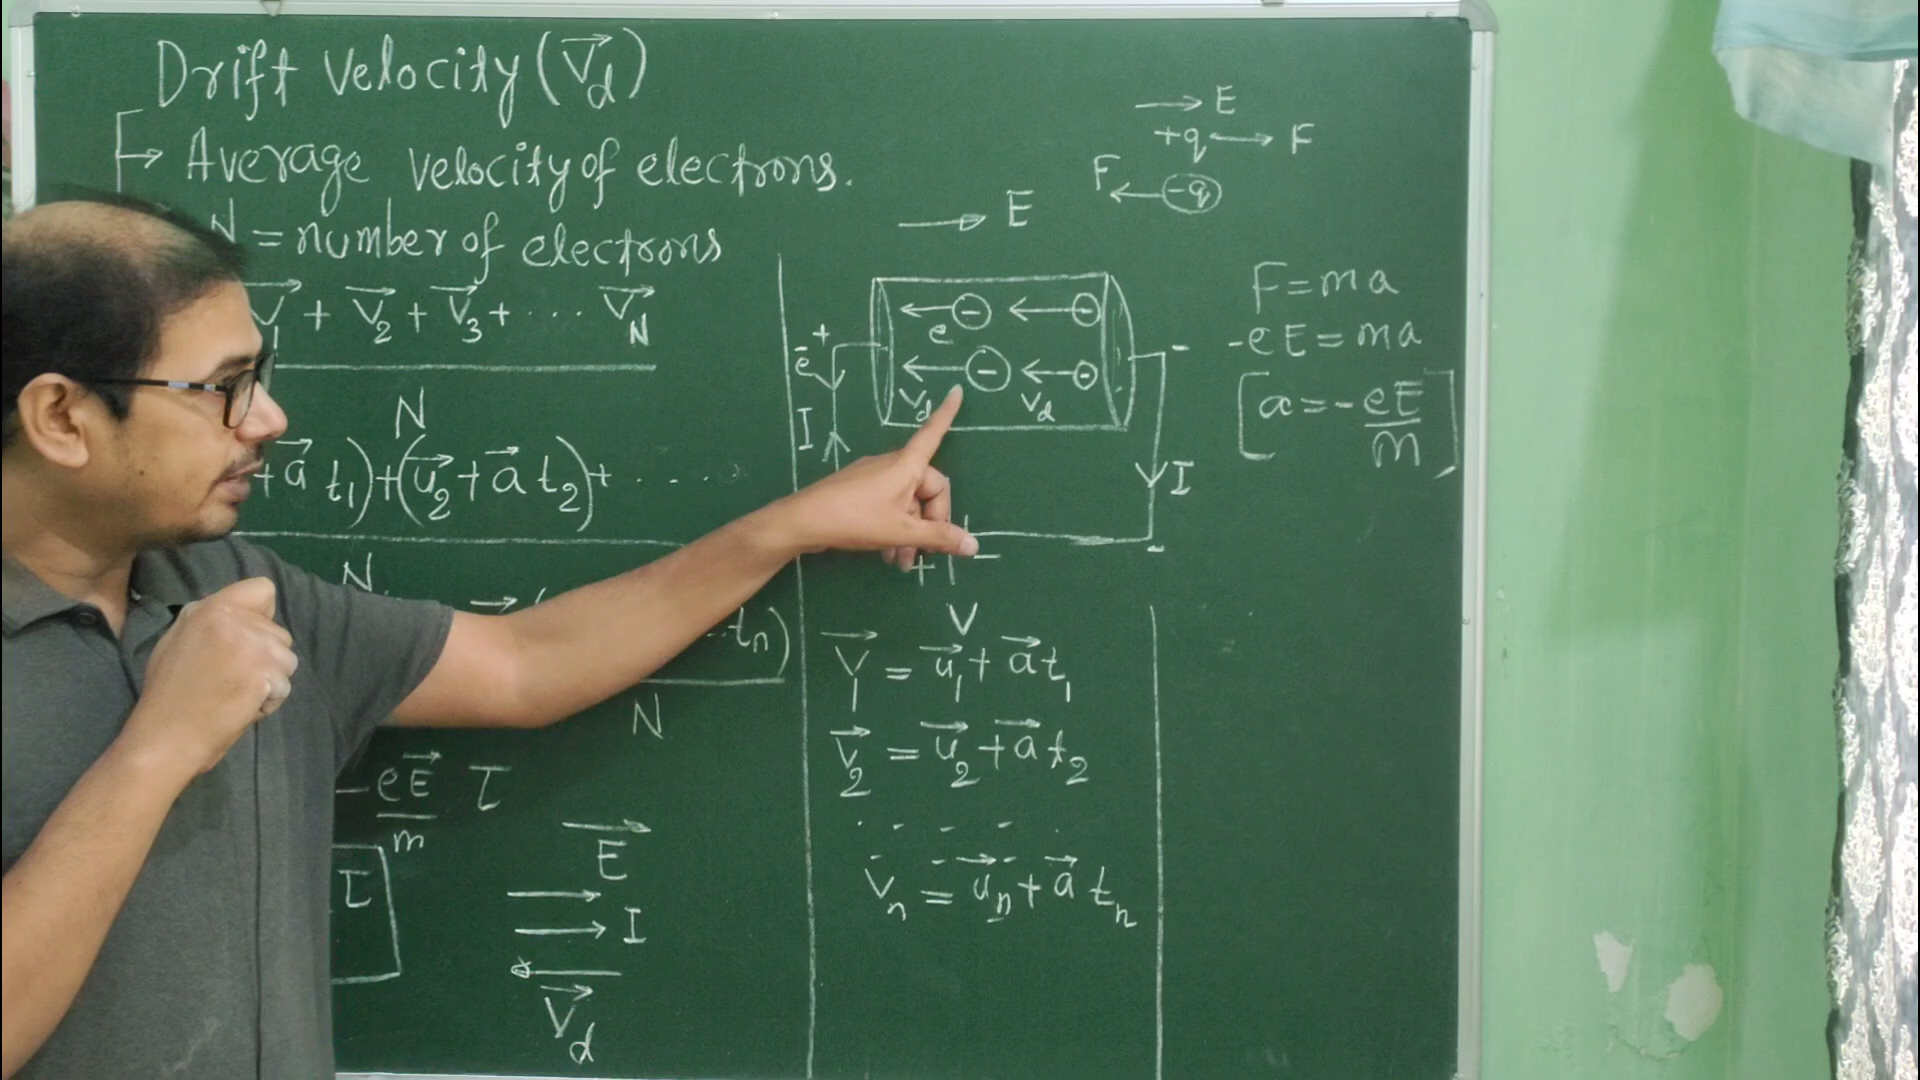 Drift Velocity (V⃗d)
→ Average velocity of electrons.
N = number of electrons
V⃗1 + V⃗2 + V⃗3 + ... V⃗N
N
+ a⃗ t1) + (u⃗2 + a⃗ t2) + ....
N
...tn)
N
-eE⃗ τ
m
τ
E
I
V⃗d
→ E
+q → F
F ← -q
→ E
+ - - - -
e
e
I
Vd Vd
I
+ - -
V
F = ma
-eE = ma
[a = -eE/m]
V⃗1 = u⃗1 + a⃗ t1
V⃗2 = u⃗2 + a⃗ t2
. - - - .
Vn = u⃗n + a⃗ tn